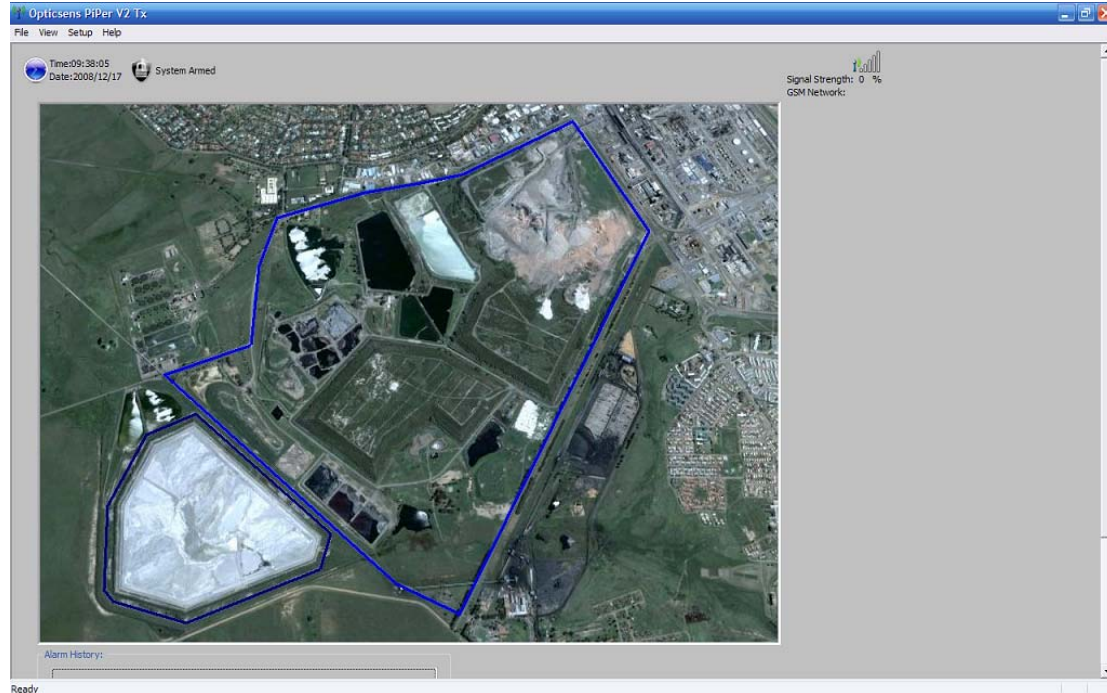 Opticsens PiPer V2 Tx
File View Setup Help
Time:09:38:05
Date:2008/12/17
System Armed
Signal Strength: 0 %
GSM Network:
Alarm History:
Ready